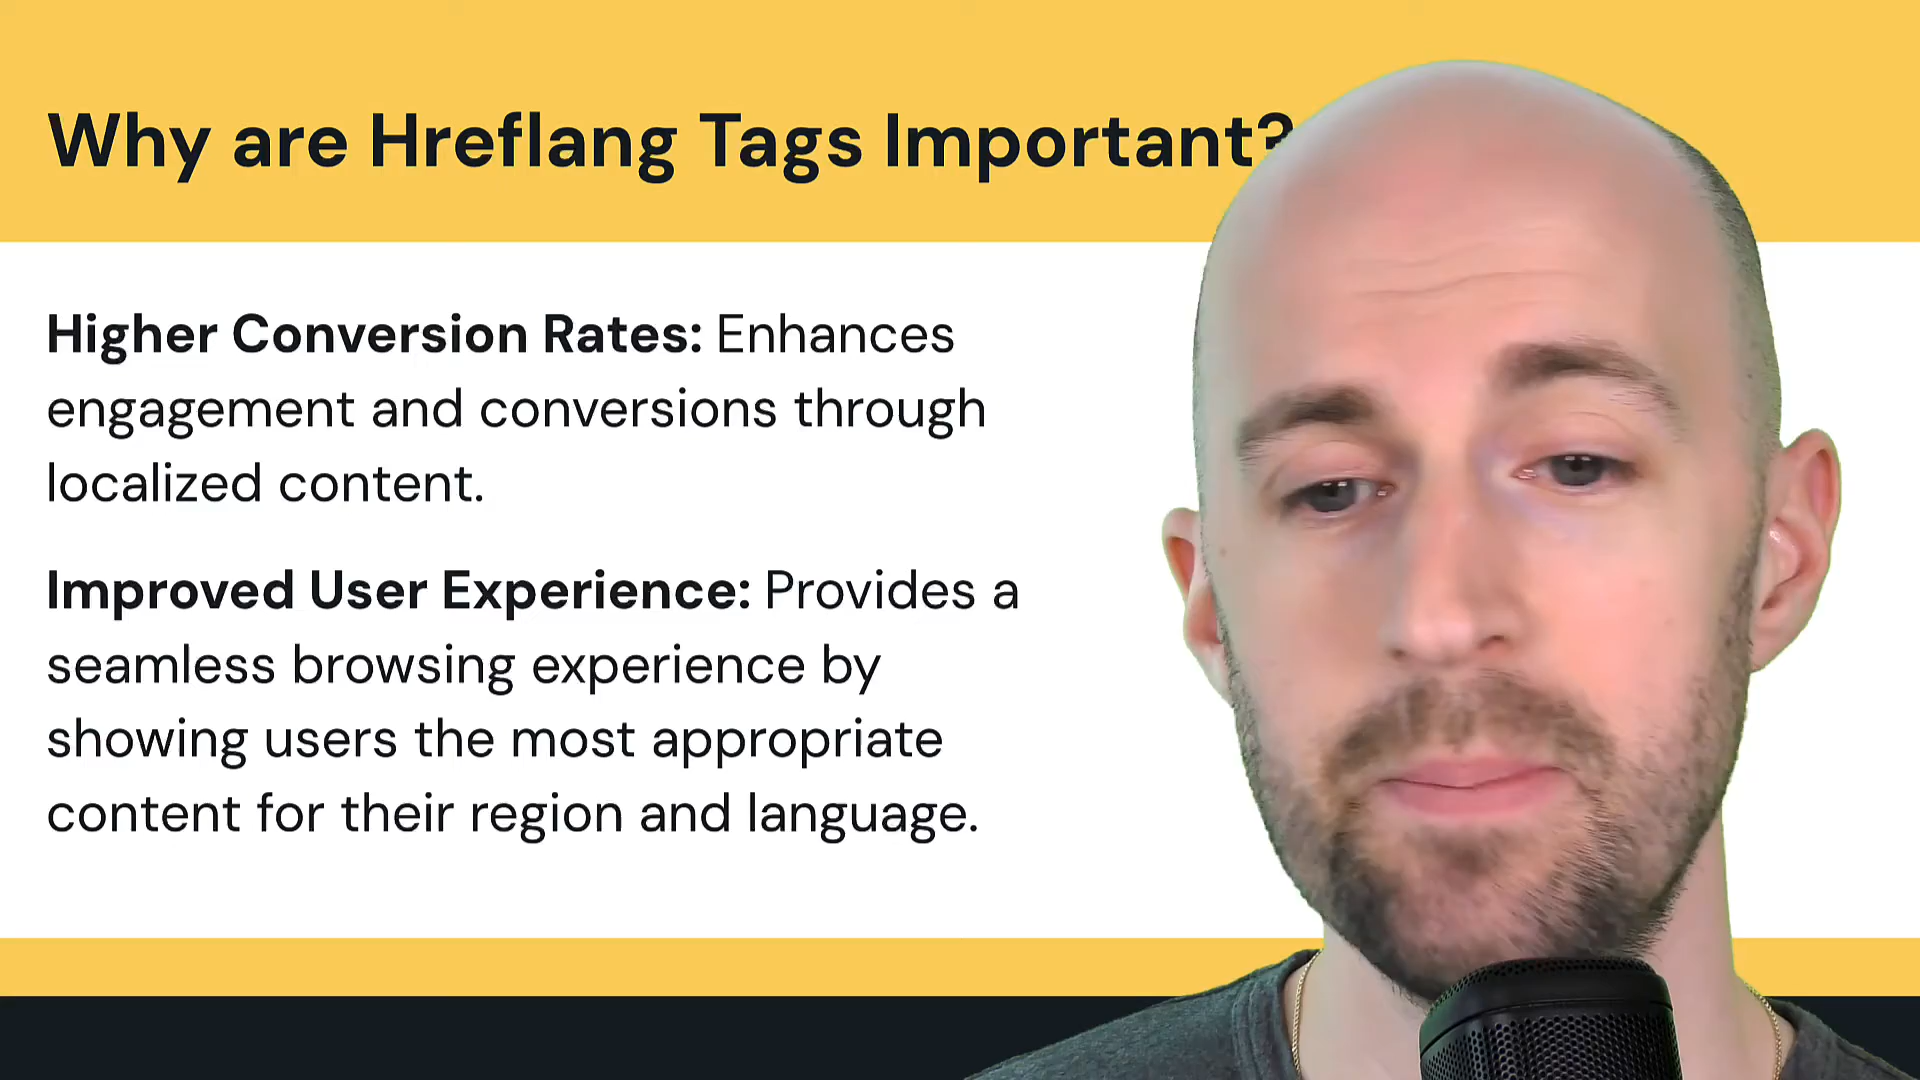 Why are Hreflang Tags Important?
Higher Conversion Rates: Enhances
engagement and conversions through
localized content.
Improved User Experience: Provides a
seamless browsing experience by
showing users the most appropriate
content for their region and language.